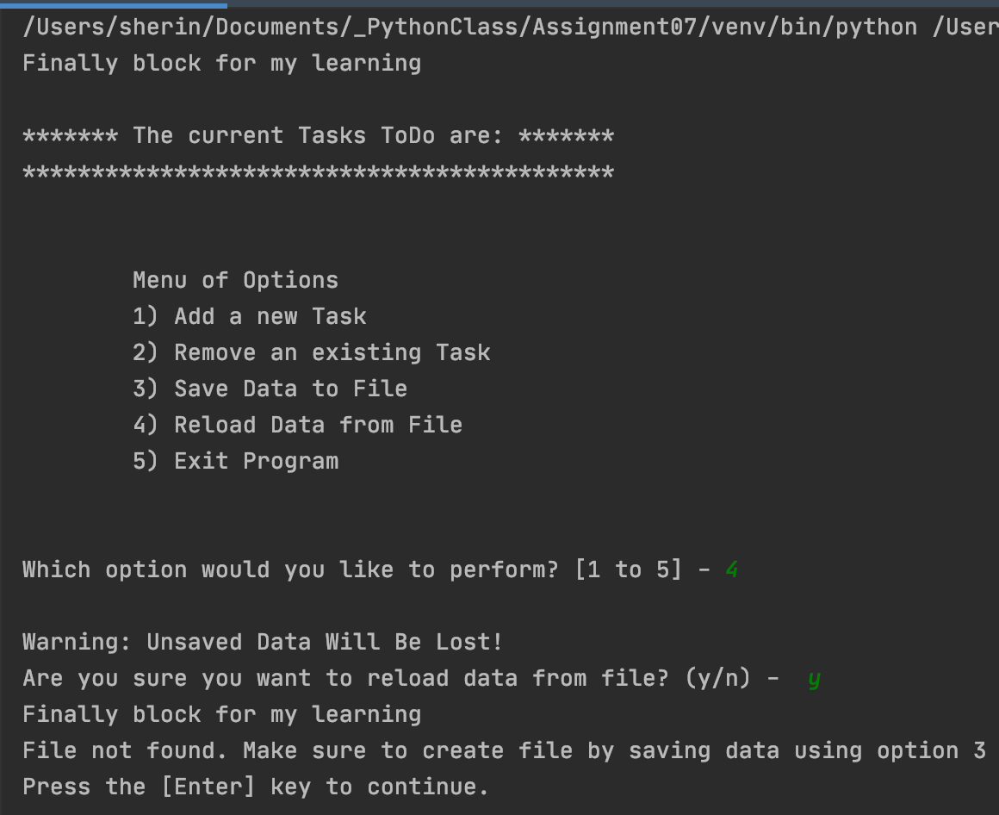 /Users/sherin/Documents/_PythonClass/Assignment07/venv/bin/python /User
Finally block for my learning
******* The current Tasks ToDo are: *******
*******************************************
Menu of Options
1) Add a new Task
2) Remove an existing Task
3) Save Data to File
4) Reload Data from File
5) Exit Program
Which option would you like to perform? [1 to 5] - 4
Warning: Unsaved Data Will Be Lost!
Are you sure you want to reload data from file? (y/n) -  y
Finally block for my learning
File not found. Make sure to create file by saving data using option 3
Press the [Enter] key to continue.